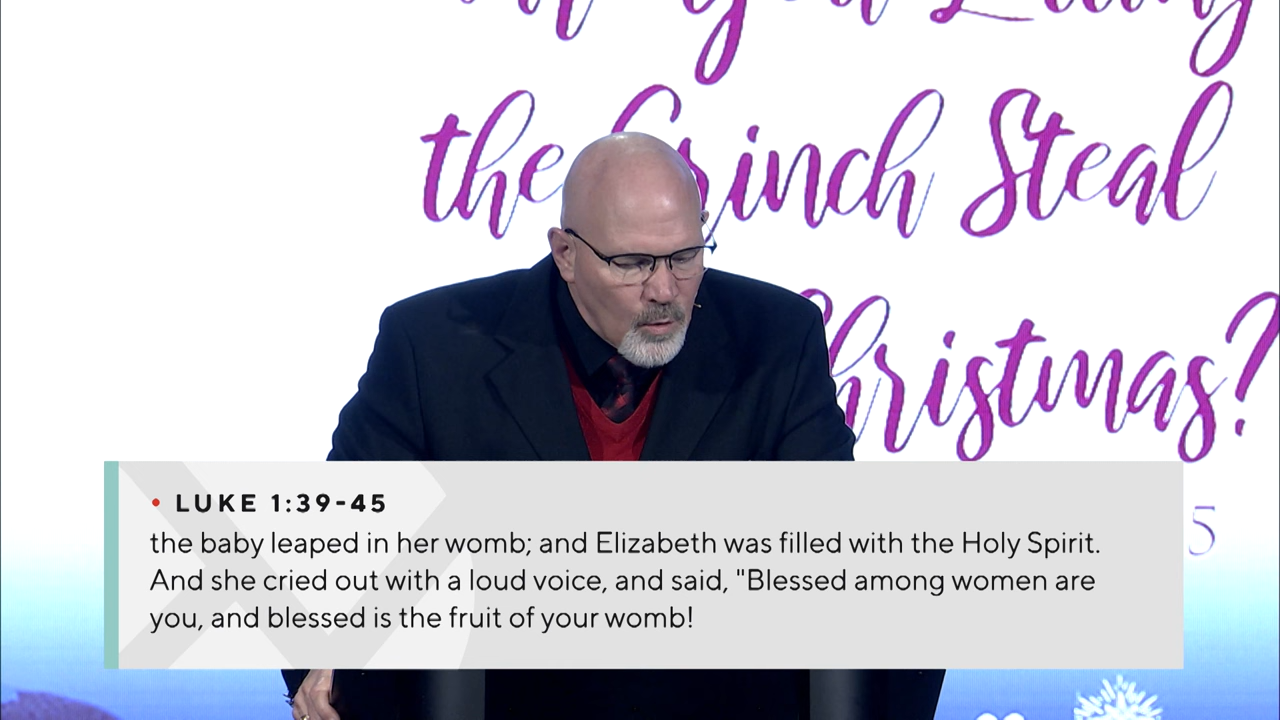 the Grinch Steal
Christmas?
5
• LUKE 1:39-45
the baby leaped in her womb; and Elizabeth was filled with the Holy Spirit.
And she cried out with a loud voice, and said, "Blessed among women are
you, and blessed is the fruit of your womb!